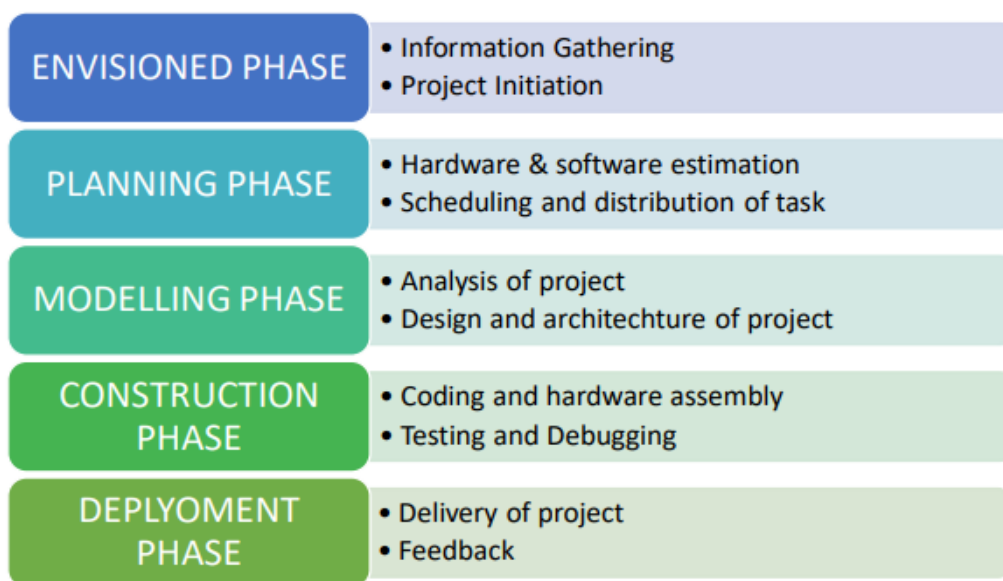 ENVISIONED PHASE
• Information Gathering
• Project Initiation
PLANNING PHASE
• Hardware & software estimation
• Scheduling and distribution of task
MODELLING PHASE
• Analysis of project
• Design and architechture of project
CONSTRUCTION
PHASE
• Coding and hardware assembly
• Testing and Debugging
DEPLYOMENT
PHASE
• Delivery of project
• Feedback